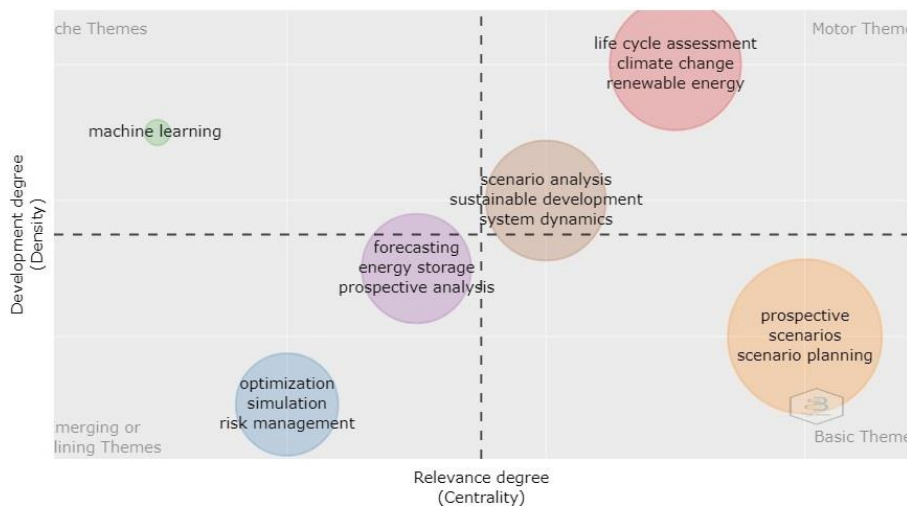 che Themes
Motor Theme
life cycle assessment
climate change
renewable energy
machine learning
scenario analysis
sustainable development
system dynamics
forecasting
energy storage
prospective analysis
prospective
scenarios
scenario planning
optimization
simulation
risk management
Emerging or
lining Themes
Basic Theme
Development degree
(Density)
Relevance degree
(Centrality)